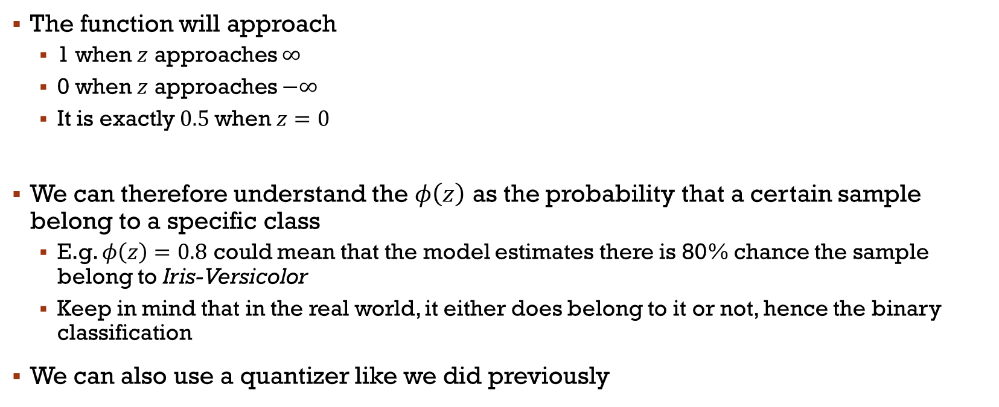 ▪ The function will approach
▪ 1 when z approaches ∞
▪ 0 when z approaches −∞
▪ It is exactly 0.5 when z = 0
▪ We can therefore understand the ϕ(z) as the probability that a certain sample
belong to a specific class
▪ E.g. ϕ(z) = 0.8 could mean that the model estimates there is 80% chance the sample
belong to Iris-Versicolor
▪ Keep in mind that in the real world, it either does belong to it or not, hence the binary
classification
▪ We can also use a quantizer like we did previously